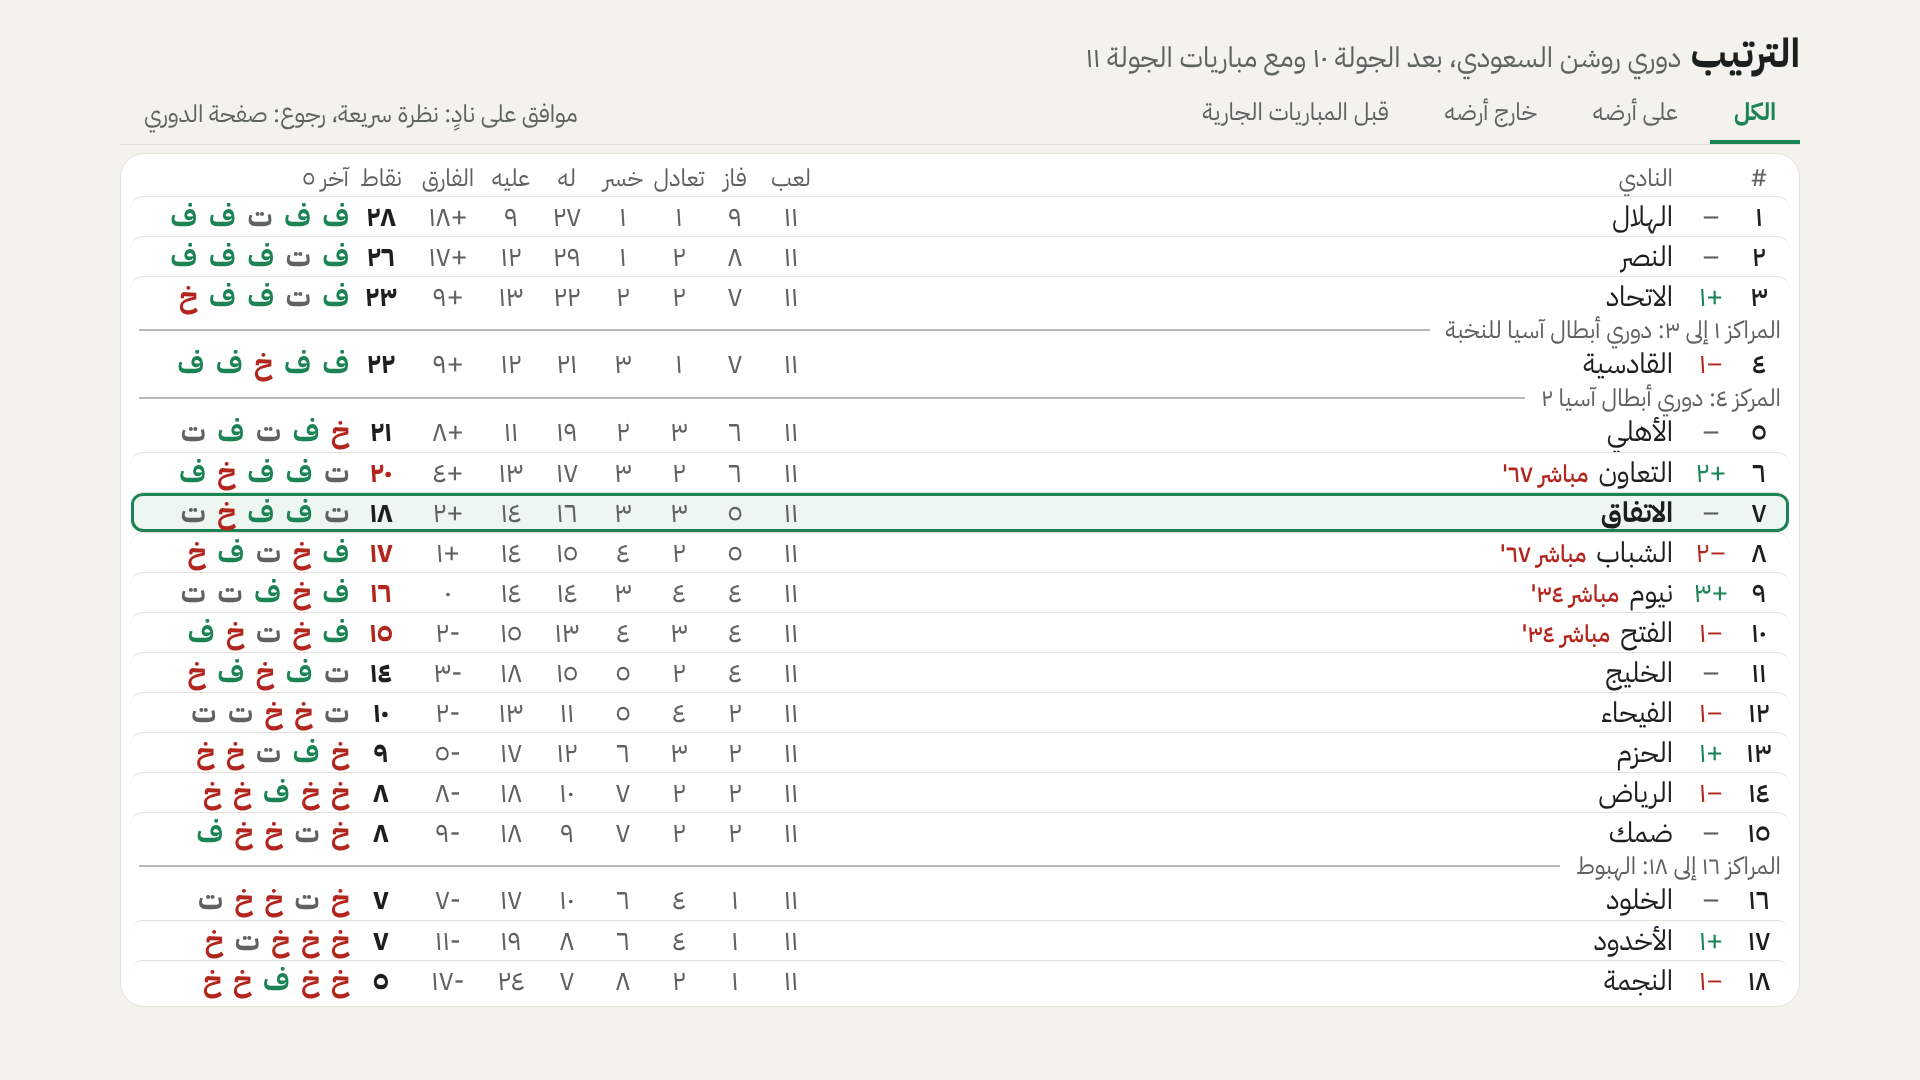 الترتيب دوري روشن السعودي، بعد الجولة ١٠ ومع مباريات الجولة ١١
الكل على أرضه خارج أرضه قبل المباريات الجارية موافق على نادٍ: نظرة سريعة، رجوع: صفحة الدوري
# النادي لعب فاز تعادل خسر له عليه الفارق نقاط آخر ٥
١ – الهلال ١١ ٩ ١ ١ ٢٧ ٩ +١٨ ٢٨ ف ف ت ف ف
٢ – النصر ١١ ٨ ٢ ١ ٢٩ ١٢ +١٧ ٢٦ ف ت ف ف ف
٣ +١ الاتحاد ١١ ٧ ٢ ٢ ٢٢ ١٣ +٩ ٢٣ ف ت ف ف خ
المراكز ١ إلى ٣: دوري أبطال آسيا للنخبة
٤ –١ القادسية ١١ ٧ ١ ٣ ٢١ ١٢ +٩ ٢٢ ف ف خ ف ف
المركز ٤: دوري أبطال آسيا ٢
٥ – الأهلي ١١ ٦ ٣ ٢ ١٩ ١١ +٨ ٢١ خ ف ت ف ت
٦ +٢ التعاون مباشر ٦٧' ١١ ٦ ٢ ٣ ١٧ ١٣ +٤ ٢٠ ت ف ف خ ف
٧ – الاتفاق ١١ ٥ ٣ ٣ ١٦ ١٤ +٢ ١٨ ت ف ف خ ت
٨ –٢ الشباب مباشر ٦٧' ١١ ٥ ٢ ٤ ١٥ ١٤ +١ ١٧ ف خ ت ف خ
٩ +٣ نيوم مباشر ٣٤' ١١ ٤ ٤ ٣ ١٤ ١٤ ٠ ١٦ ف خ ف ت ت
١٠ –١ الفتح مباشر ٣٤' ١١ ٤ ٣ ٤ ١٣ ١٥ -٢ ١٥ ف خ ت خ ف
١١ – الخليج ١١ ٤ ٢ ٥ ١٥ ١٨ -٣ ١٤ ت ف خ ف خ
١٢ –١ الفيحاء ١١ ٢ ٤ ٥ ١١ ١٣ -٢ ١٠ ت خ خ ت ت
١٣ +١ الحزم ١١ ٢ ٣ ٦ ١٢ ١٧ -٥ ٩ خ ف ت خ خ
١٤ –١ الرياض ١١ ٢ ٢ ٧ ١٠ ١٨ -٨ ٨ خ خ ف خ خ
١٥ – ضمك ١١ ٢ ٢ ٧ ٩ ١٨ -٩ ٨ خ ت خ خ ف
المراكز ١٦ إلى ١٨: الهبوط
١٦ – الخلود ١١ ١ ٤ ٦ ١٠ ١٧ -٧ ٧ خ ت خ خ ت
١٧ +١ الأخدود ١١ ١ ٤ ٦ ٨ ١٩ -١١ ٧ خ خ خ ت خ
١٨ –١ النجمة ١١ ١ ٢ ٨ ٧ ٢٤ -١٧ ٥ خ خ ف خ خ